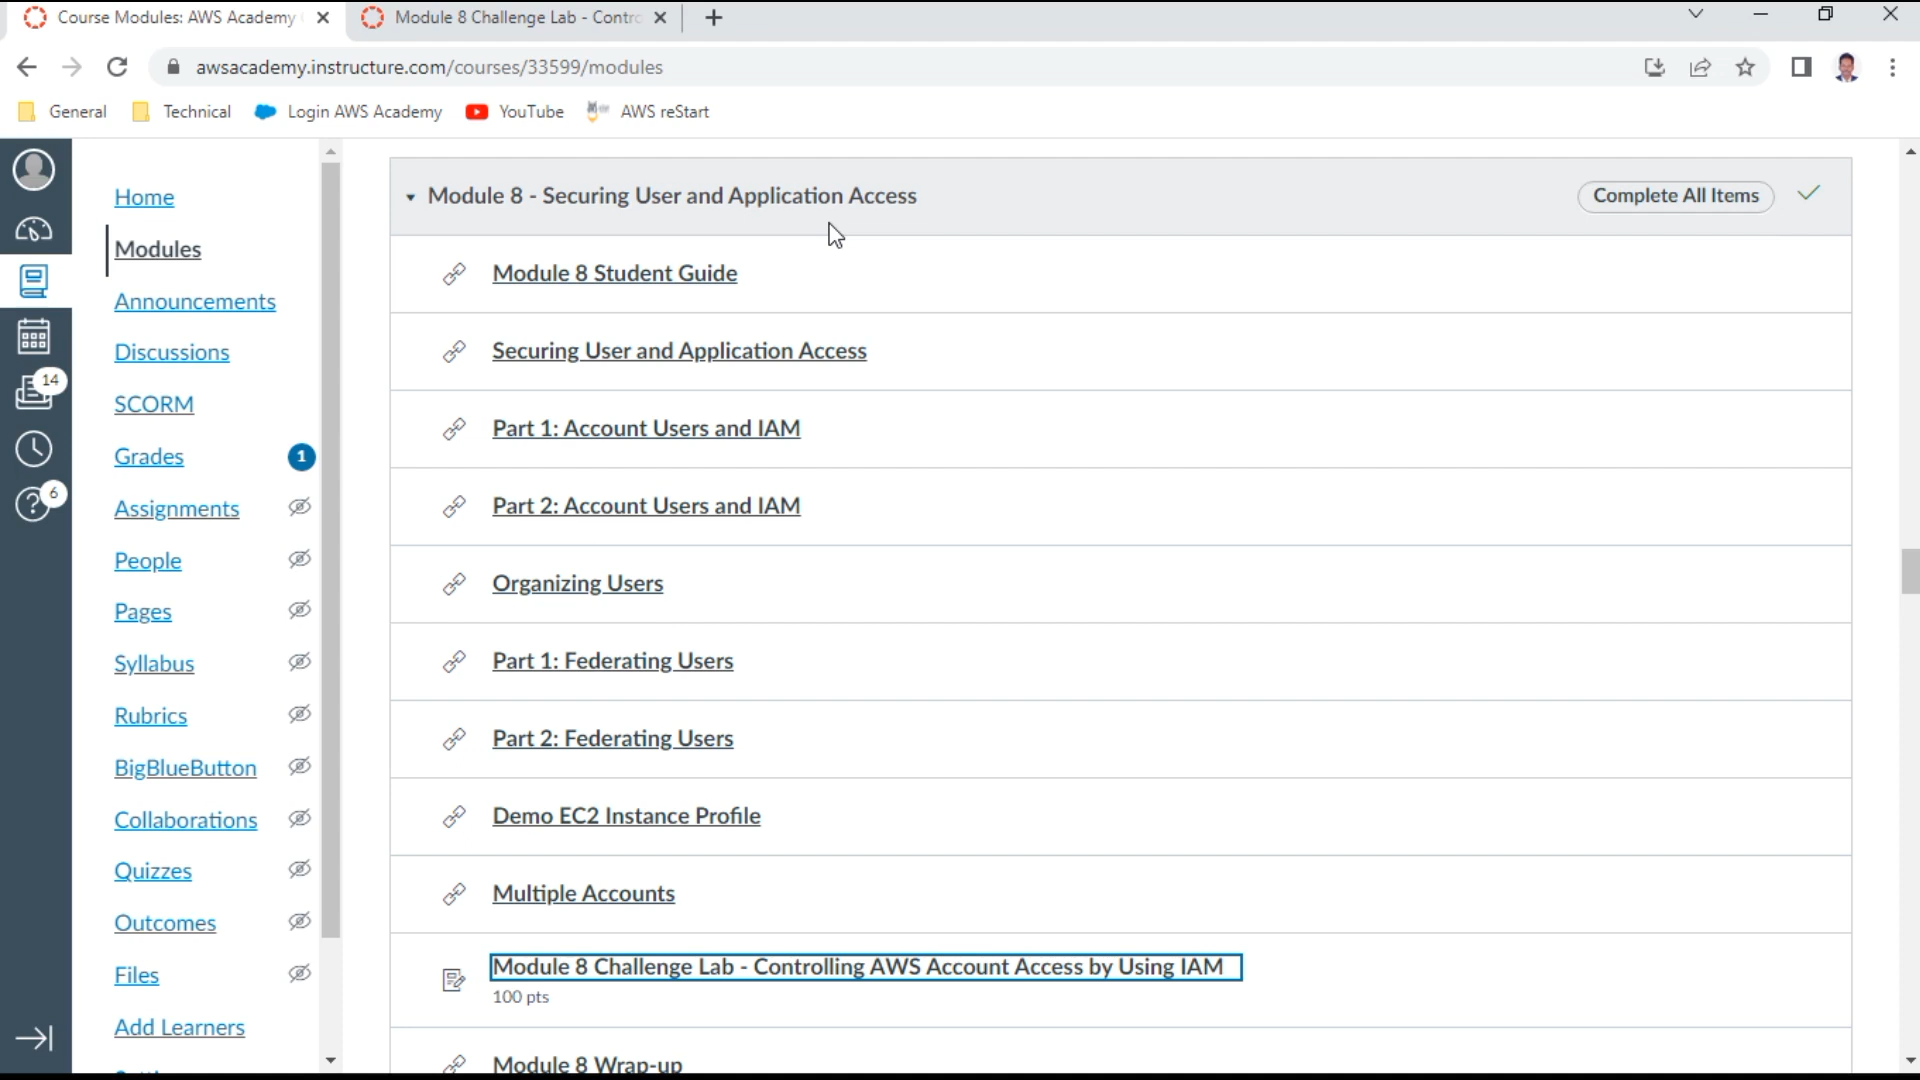 Course Modules: AWS Academy
Module 8 Challenge Lab - Contro
awsacademy.instructure.com/courses/33599/modules
General
Technical
Login AWS Academy
YouTube
AWS reStart
14
6
Home
Modules
Announcements
Discussions
SCORM
Grades
1
Assignments
People
Pages
Syllabus
Rubrics
BigBlueButton
Collaborations
Quizzes
Outcomes
Files
Add Learners
Module 8 - Securing User and Application Access
Complete All Items
Module 8 Student Guide
Securing User and Application Access
Part 1: Account Users and IAM
Part 2: Account Users and IAM
Organizing Users
Part 1: Federating Users
Part 2: Federating Users
Demo EC2 Instance Profile
Multiple Accounts
Module 8 Challenge Lab - Controlling AWS Account Access by Using IAM
100 pts
Module 8 Wrap-up